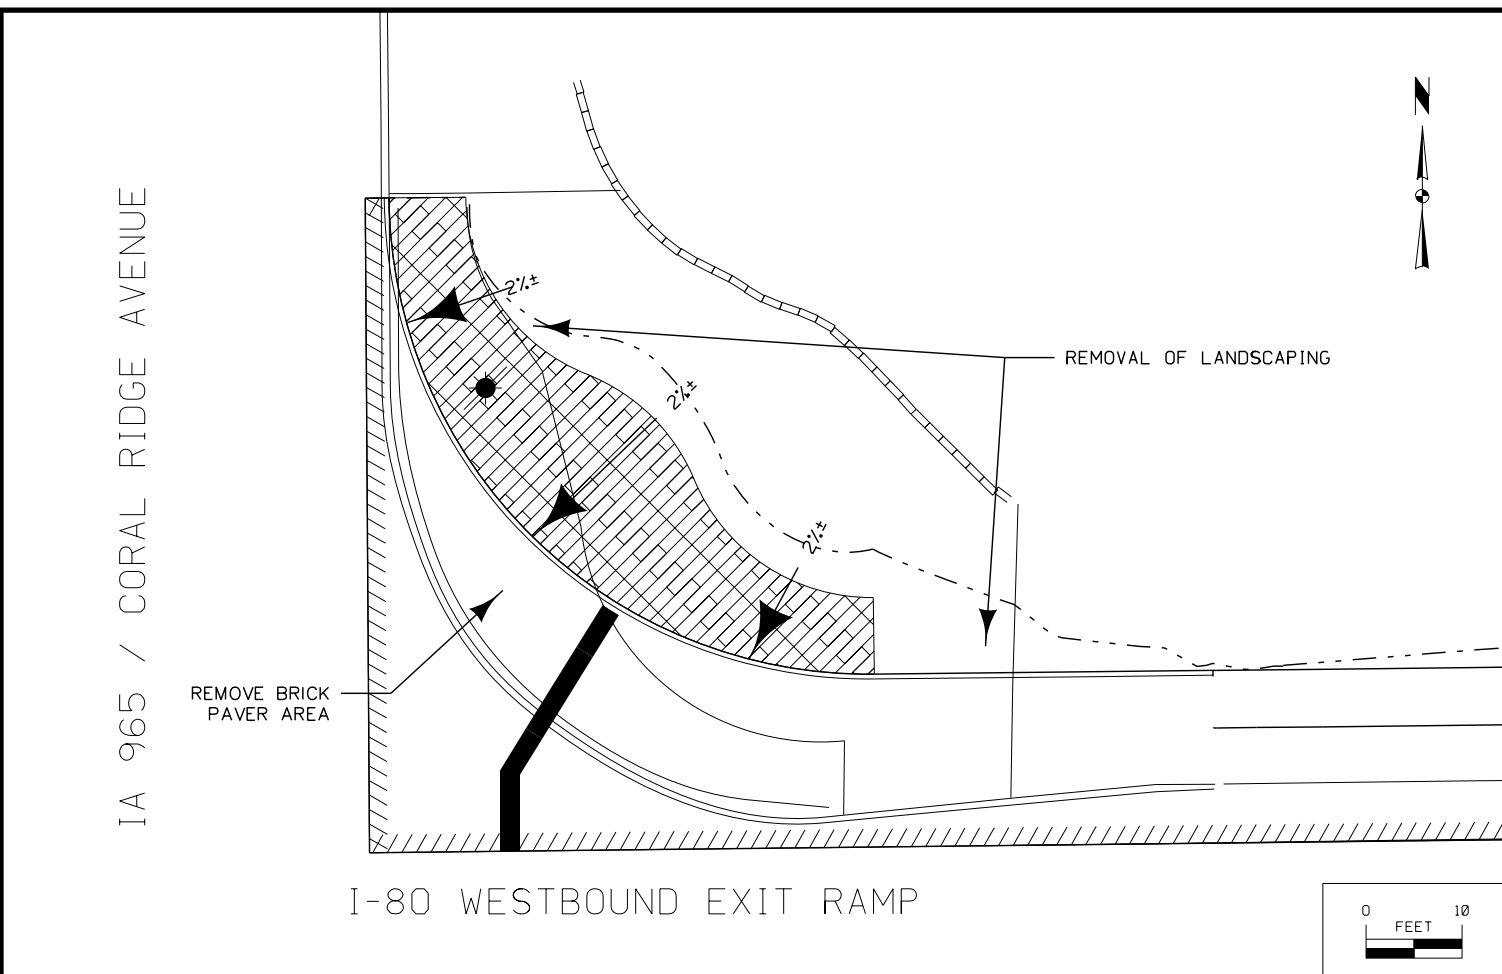 N
2%±
REMOVAL OF LANDSCAPING
2%±
2%±
IA 965 / CORAL RIDGE AVENUE
REMOVE BRICK
PAVER AREA
I-80 WESTBOUND EXIT RAMP
0 10
FEET